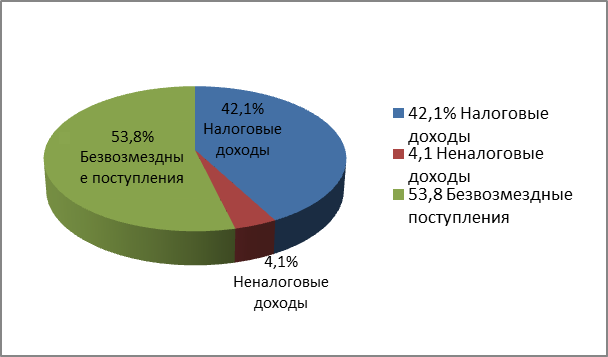 42,1%
Налоговые
доходы
53,8%
Безвозмездны
е поступления
4,1%
Неналоговые
доходы
42,1% Налоговые
доходы
4,1 Неналоговые
доходы
53,8 Безвозмездные
поступления